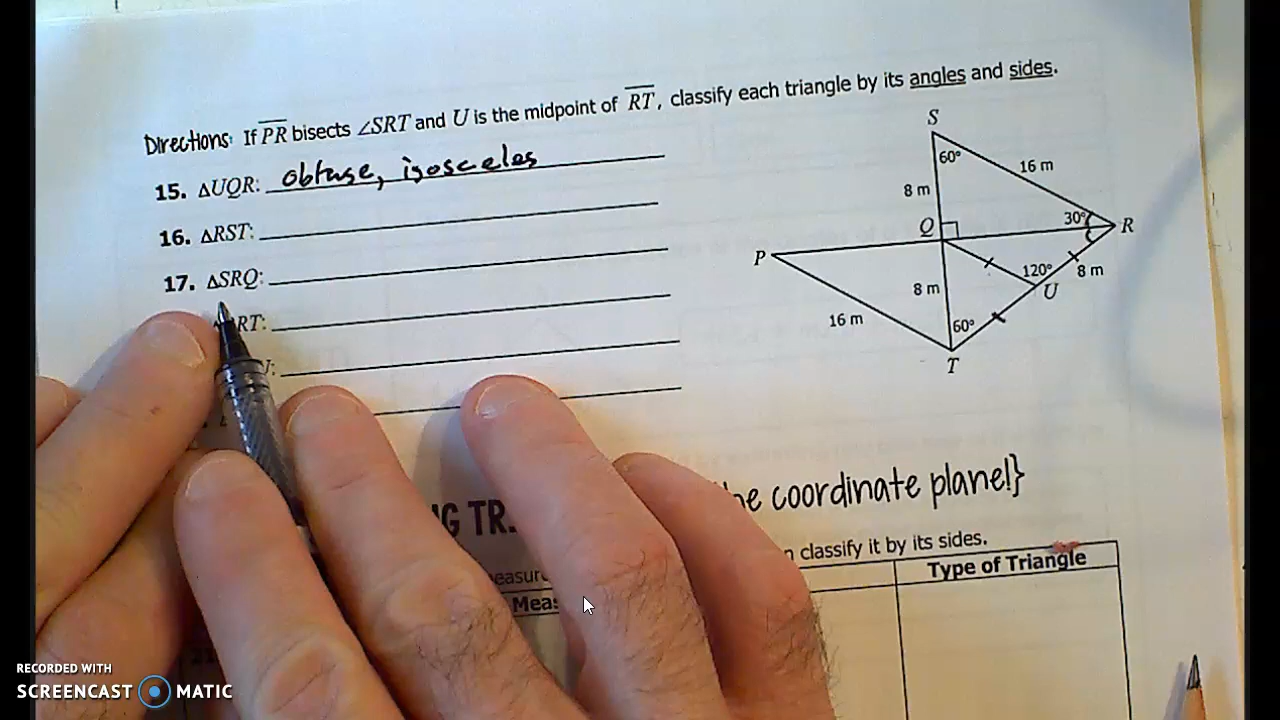 Directions: If PR bisects ∠SRT and U is the midpoint of RT, classify each triangle by its angles and sides.
15. ΔUQR: obtuse, isosceles
16. ΔRST:
17. ΔSRQ:
RT:
S
60°
16 m
8 m
Q
30°
R
P
120°
8 m
U
8 m
16 m
60°
T
he coordinate plane!}
G TR
classify it by its sides.
Meas
Type of Triangle
RECORDED WITH
SCREENCAST MATIC